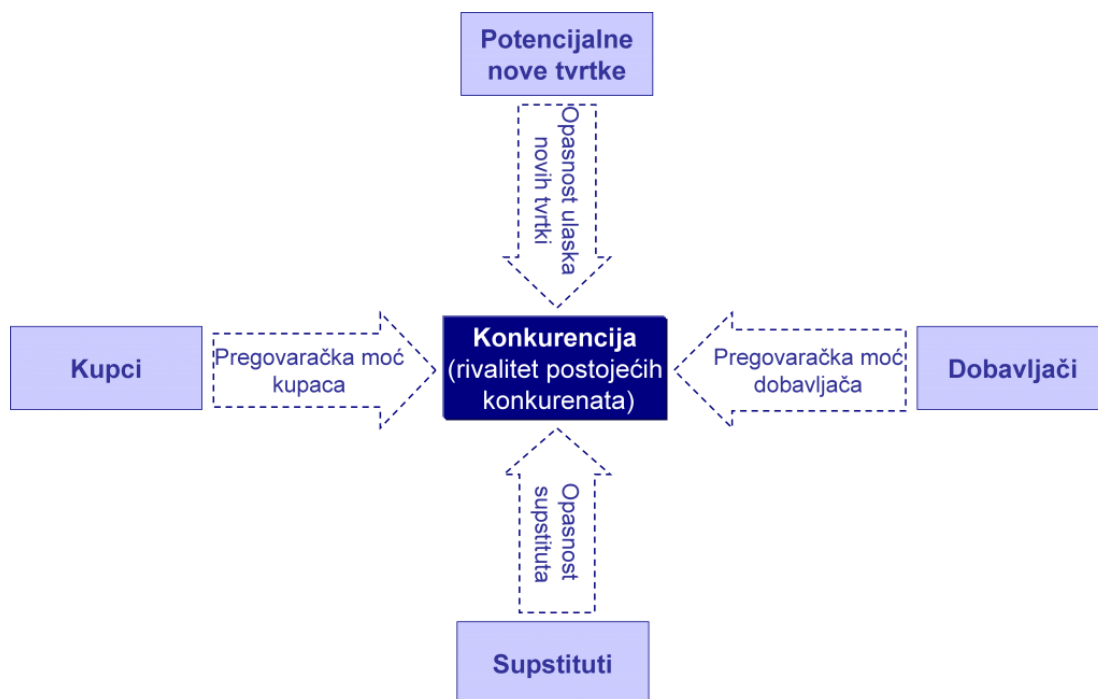 Potencijalne
nove tvrtke
Opasnost ulaska
novih tvrtki
Kupci
Pregovaračka moć
kupaca
Konkurencija
(rivalitet postojećih
konkurenata)
Pregovaračka moć
dobavljača
Dobavljači
Opasnost
supstituta
Supstituti